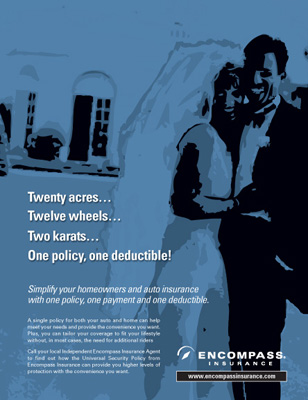 Twenty acres...
Twelve wheels...
Two karats...
One policy, one deductible!
Simplify your homeowners and auto insurance
with one policy, one payment and one deductible.
A single policy for both your auto and home can help
meet your needs and provide the convenience you want.
Plus, you can tailor your coverage to fit your lifestyle
without, in most cases, the need for additional riders.
Call your local Independent Encompass Insurance Agent
to find out how the Universal Security Policy from
Encompass Insurance can provide you higher levels of
protection with the convenience you want.
ENCOMPASS®
INSURANCE
www.encompassinsurance.com